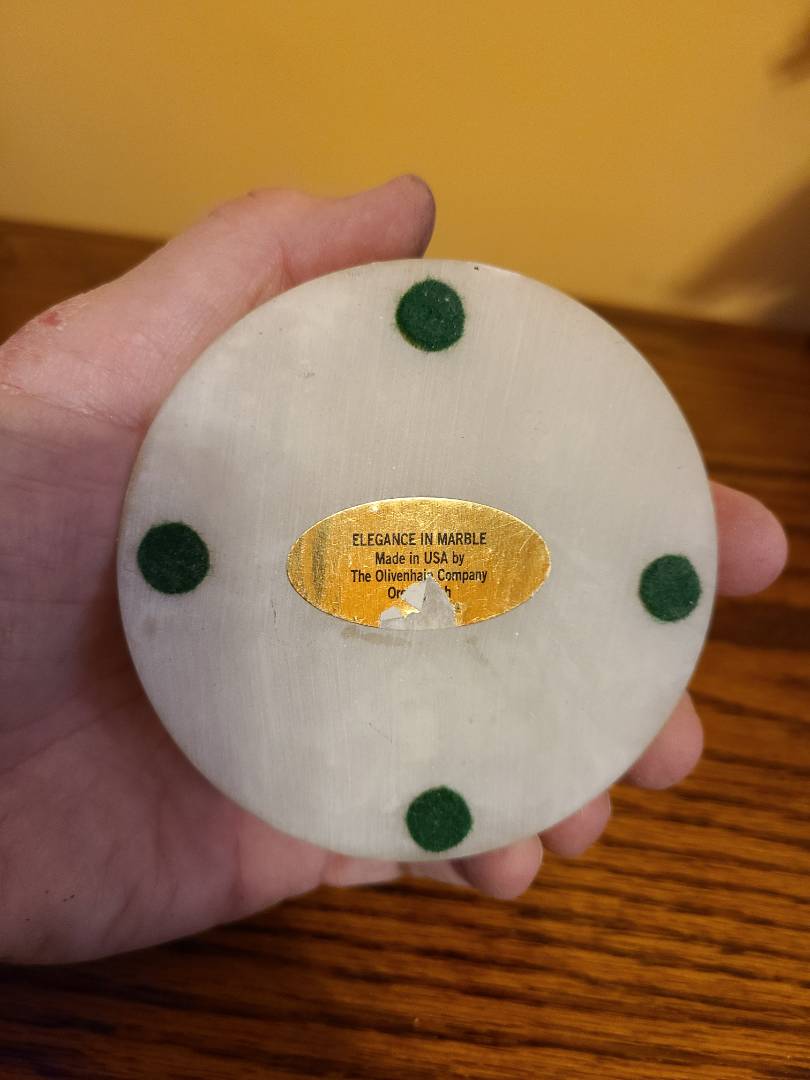 ELEGANCE IN MARBLE
Made in USA by
The Olivenhain Company